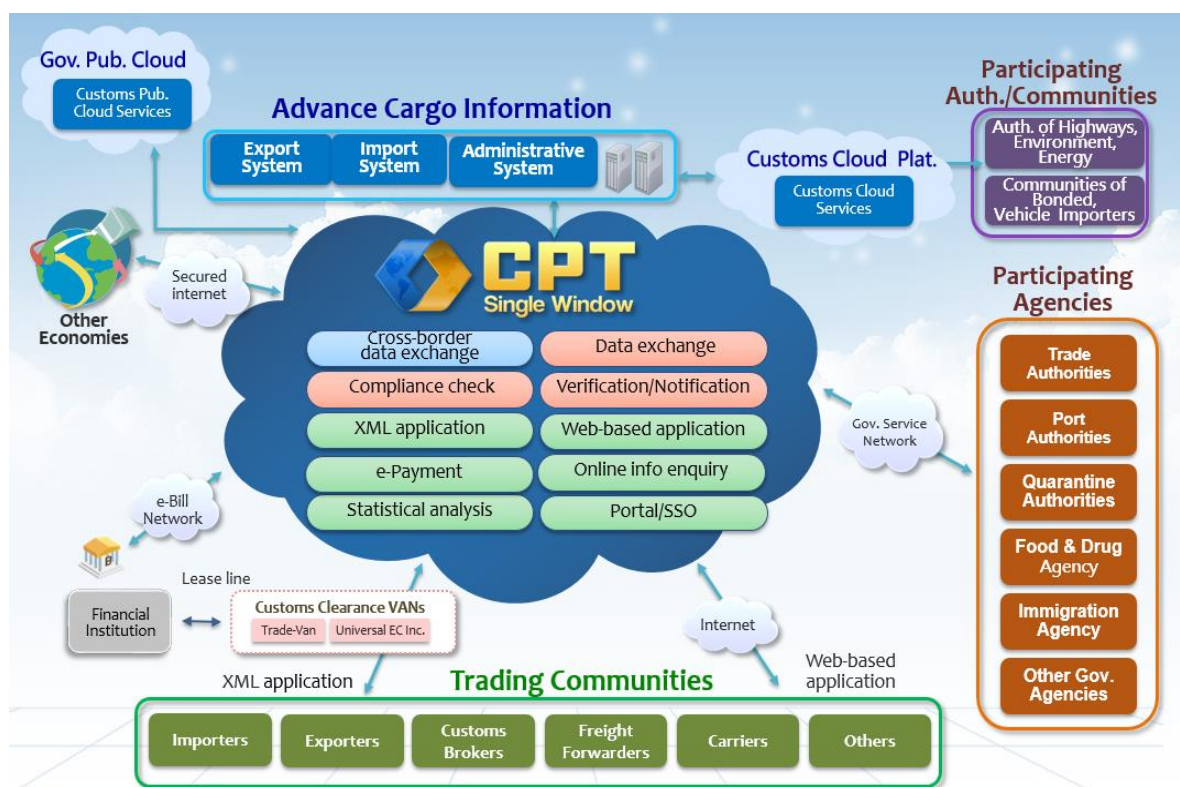 Gov. Pub. Cloud
Customs Pub.
Cloud Services
Advance Cargo Information
Export
System
Import
System
Administrative
System
Customs Cloud Plat.
Customs Cloud
Services
Participating
Auth./Communities
Auth. of Highways,
Environment,
Energy
Communities of
Bonded,
Vehicle Importers
Other
Economies
Secured
internet
CPT
Single Window
Cross-border
data exchange
Data exchange
Compliance check
Verification/Notification
XML application
Web-based application
e-Payment
Online info enquiry
Statistical analysis
Portal/SSO
Gov. Service
Network
Participating
Agencies
Trade
Authorities
Port
Authorities
Quarantine
Authorities
Food & Drug
Agency
Immigration
Agency
Other Gov.
Agencies
e-Bill
Network
B
Lease line
Financial
Institution
Customs Clearance VANs
Trade-Van
Universal EC Inc.
Internet
XML application
Web-based
application
Trading Communities
Importers
Exporters
Customs
Brokers
Freight
Forwarders
Carriers
Others